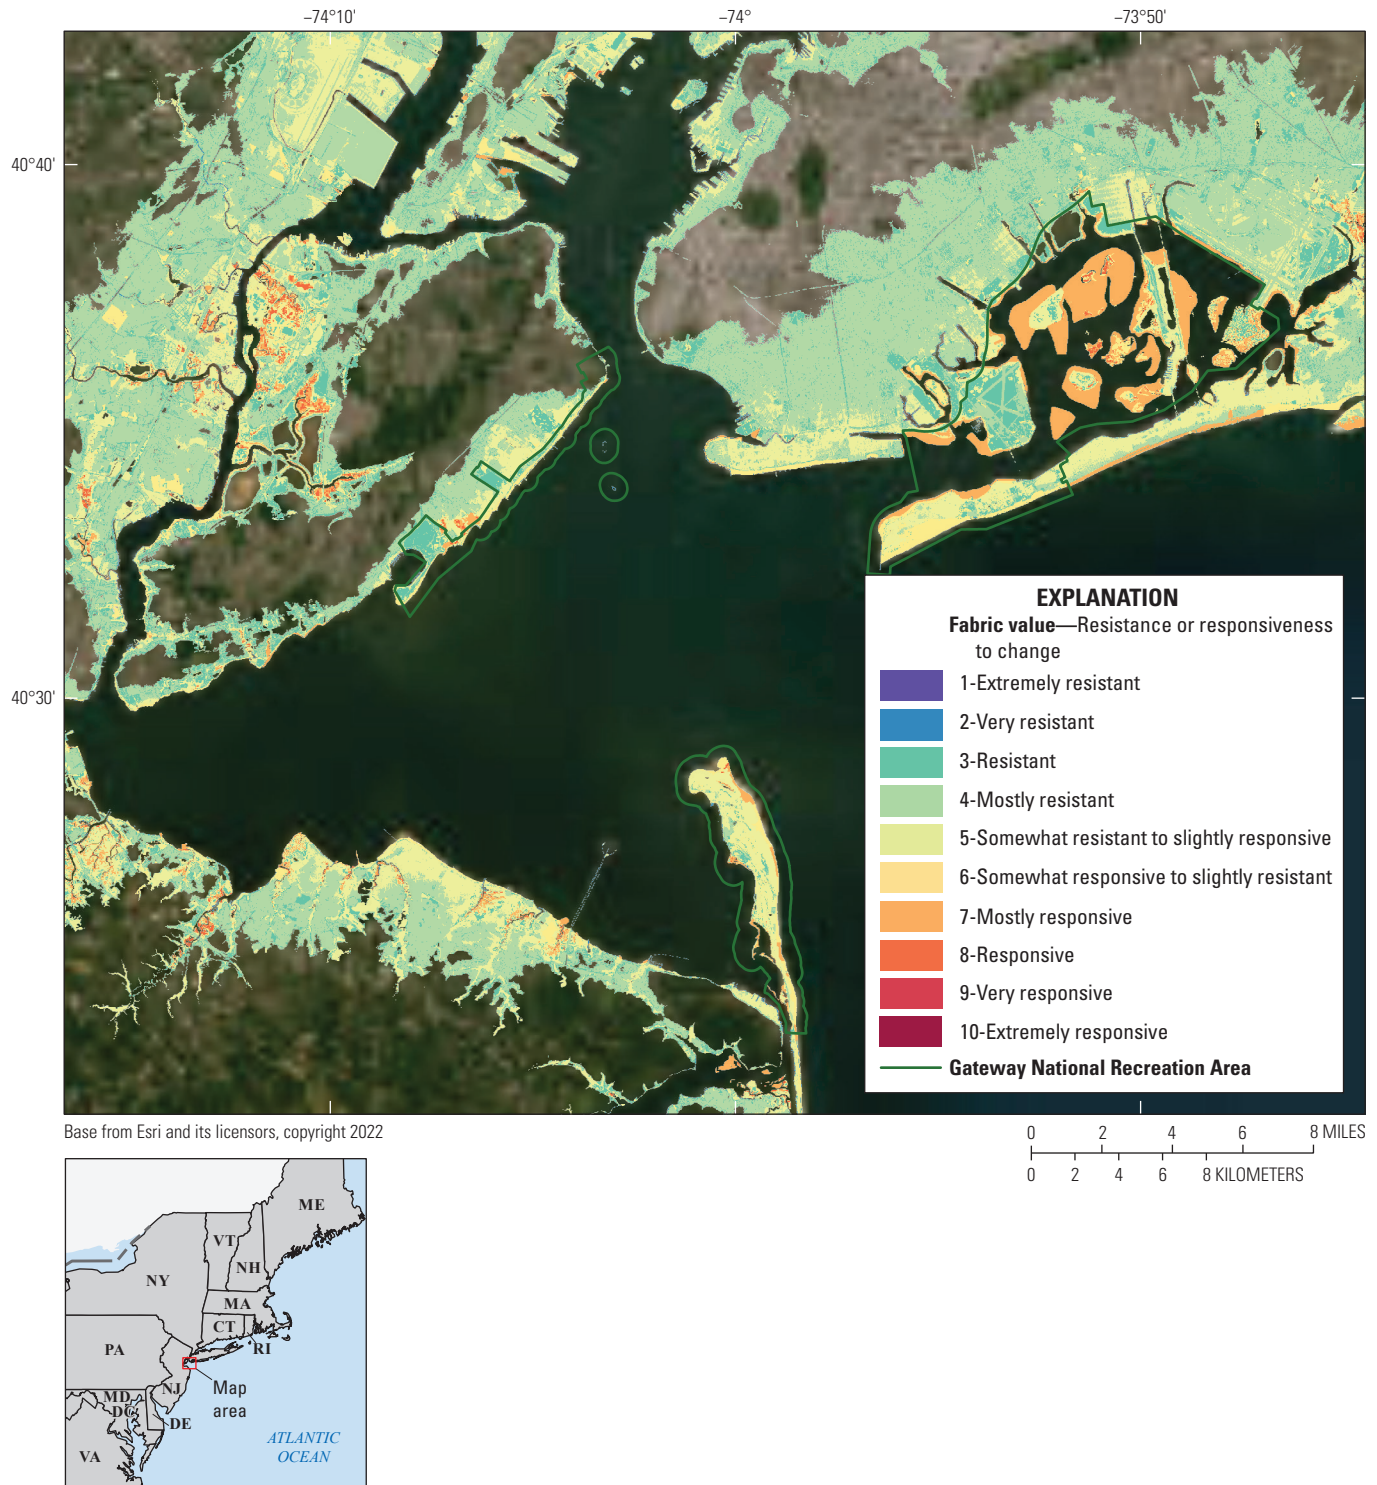 −74°10'
−74°
−73°50'
40°40'
40°30'
EXPLANATION
Fabric value—Resistance or responsiveness
to change
1-Extremely resistant
2-Very resistant
3-Resistant
4-Mostly resistant
5-Somewhat resistant to slightly responsive
6-Somewhat responsive to slightly resistant
7-Mostly responsive
8-Responsive
9-Very responsive
10-Extremely responsive
Gateway National Recreation Area
Base from Esri and its licensors, copyright 2022
0 2 4 6 8 MILES
0 2 4 6 8 KILOMETERS
ME
VT
NH
NY
MA
CT
RI
PA
NJ
Map
area
MD
DC
DE
VA
ATLANTIC
OCEAN